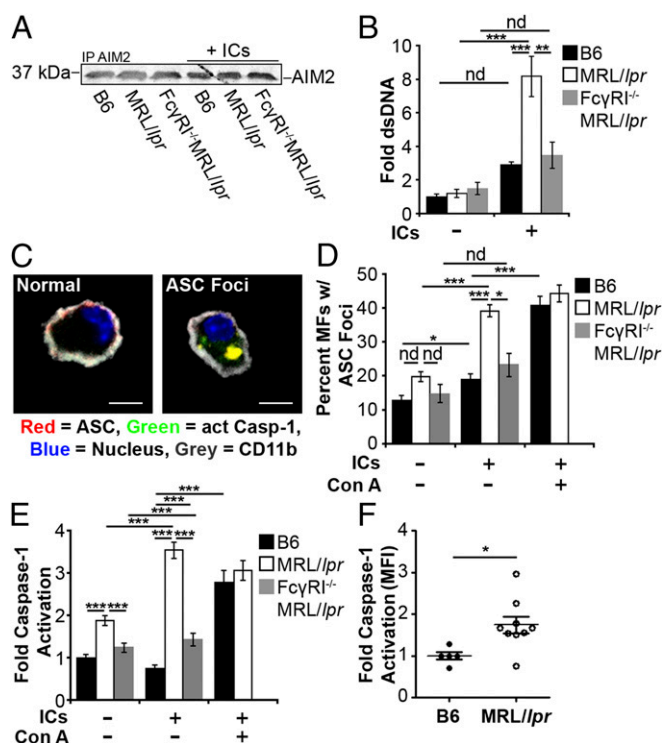 A
IP AIM2
+ ICs
37 kDa
AIM2
B6
MRL/lpr
FcγRI-/-MRL/lpr
B6
MRL/lpr
FcγRI-/-MRL/lpr
B
nd
***
*** **
nd
Fold dsDNA
10
8
6
4
2
0
ICs - +
B6
MRL/lpr
FcγRI-/-
MRL/lpr
C
Normal
ASC Foci
Red = ASC, Green = act Casp-1,
Blue = Nucleus, Grey = CD11b
D
nd
*** ***
*** *
*
nd nd
Percent MFs w/
ASC Foci
50
40
30
20
10
0
ICs - + +
Con A - - +
B6
MRL/lpr
FcγRI-/-
MRL/lpr
E
***
***
***
***
*** ***
*** ***
Fold Caspase-1
Activation
4
3
2
1
0
ICs - + +
Con A - - +
B6
MRL/lpr
FcγRI-/-
MRL/lpr
F
*
Fold Caspase-1
Activation (MFI)
4
3
2
1
0
B6 MRL/lpr